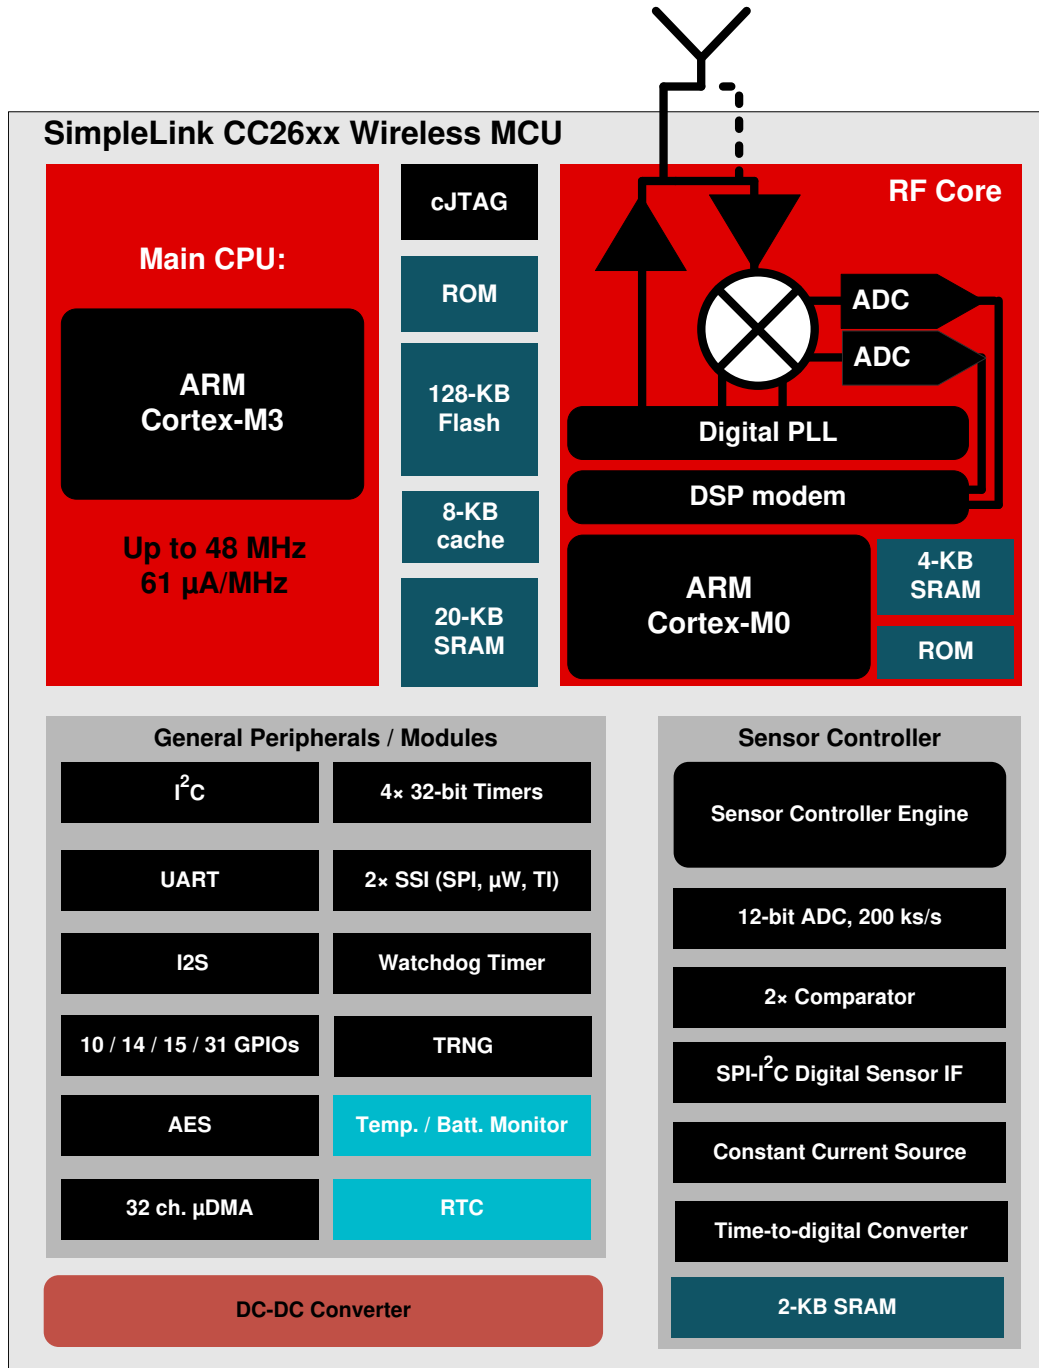 SimpleLink CC26xx Wireless MCU
Main CPU:
ARM
Cortex-M3
Up to 48 MHz
61 µA/MHz
cJTAG
ROM
128-KB
Flash
8-KB
cache
20-KB
SRAM
RF Core
ADC
ADC
Digital PLL
DSP modem
ARM
Cortex-M0
4-KB
SRAM
ROM
General Peripherals / Modules
I²C
4× 32-bit Timers
UART
2× SSI (SPI, µW, TI)
I2S
Watchdog Timer
10 / 14 / 15 / 31 GPIOs
TRNG
AES
Temp. / Batt. Monitor
32 ch. µDMA
RTC
Sensor Controller
Sensor Controller Engine
12-bit ADC, 200 ks/s
2× Comparator
SPI-I²C Digital Sensor IF
Constant Current Source
Time-to-digital Converter
2-KB SRAM
DC-DC Converter